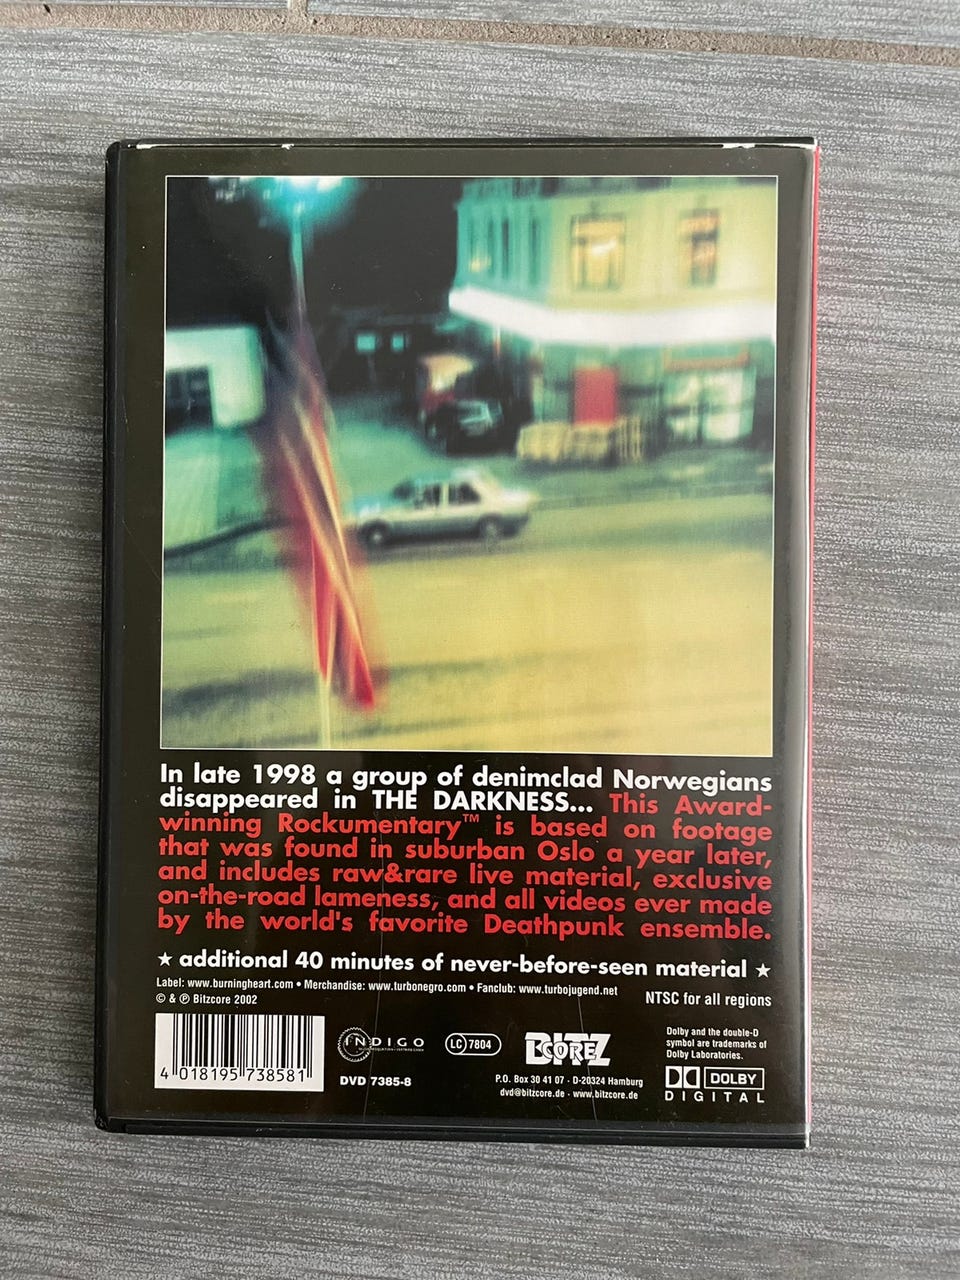 In late 1998 a group of denimclad Norwegians
disappeared in THE DARKNESS... This Award-
winning Rockumentary™ is based on footage
that was found in suburban Oslo a year later,
and includes raw&rare live material, exclusive
on-the-road lameness, and all videos ever made
by the world's favorite Deathpunk ensemble.
★ additional 40 minutes of never-before-seen material ★
Label: www.burningheart.com • Merchandise: www.turbonegro.com • Fanclub: www.turbojugend.net
© & ℗ Bitzcore 2002
NTSC for all regions
4 018195 738581
INDIGO
DVD 7385-8
LC 7804
BITZ
CORE
P.O. Box 30 41 07 · D-20324 Hamburg
dvd@bitzcore.de · www.bitzcore.de
Dolby and the double-D
symbol are trademarks of
Dolby Laboratories.
DOLBY
DIGITAL